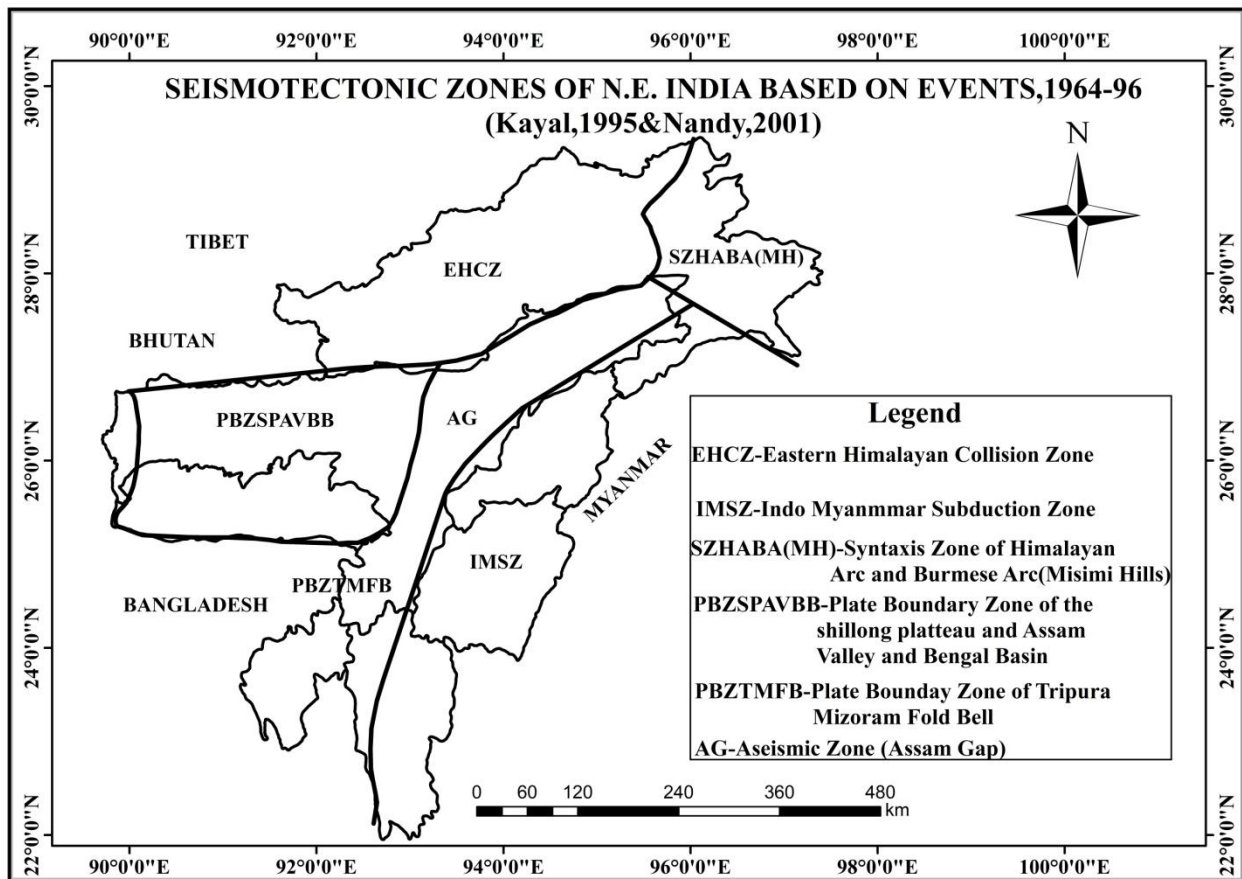 90°0'0"E 92°0'0"E 94°0'0"E 96°0'0"E 98°0'0"E 100°0'0"E
30°0'0"N 30°0'0"N
SEISMOTECTONIC ZONES OF N.E. INDIA BASED ON EVENTS,1964-96
(Kayal,1995&Nandy,2001)
N
TIBET
SZHABA(MH)
EHCZ
28°0'0"N 28°0'0"N
BHUTAN
PBZSPAVBB
AG
26°0'0"N 26°0'0"N
MYANMAR
IMSZ
PBZTMFB
BANGLADESH
24°0'0"N 24°0'0"N
Legend
EHCZ-Eastern Himalayan Collision Zone
IMSZ-Indo Myanmmar Subduction Zone
SZHABA(MH)-Syntaxis Zone of Himalayan
Arc and Burmese Arc(Misimi Hills)
PBZSPAVBB-Plate Boundary Zone of the
shillong platteau and Assam
Valley and Bengal Basin
PBZTMFB-Plate Bounday Zone of Tripura
Mizoram Fold Bell
AG-Aseismic Zone (Assam Gap)
0 60 120 240 360 480
km
22°0'0"N 22°0'0"N
90°0'0"E 92°0'0"E 94°0'0"E 96°0'0"E 98°0'0"E 100°0'0"E